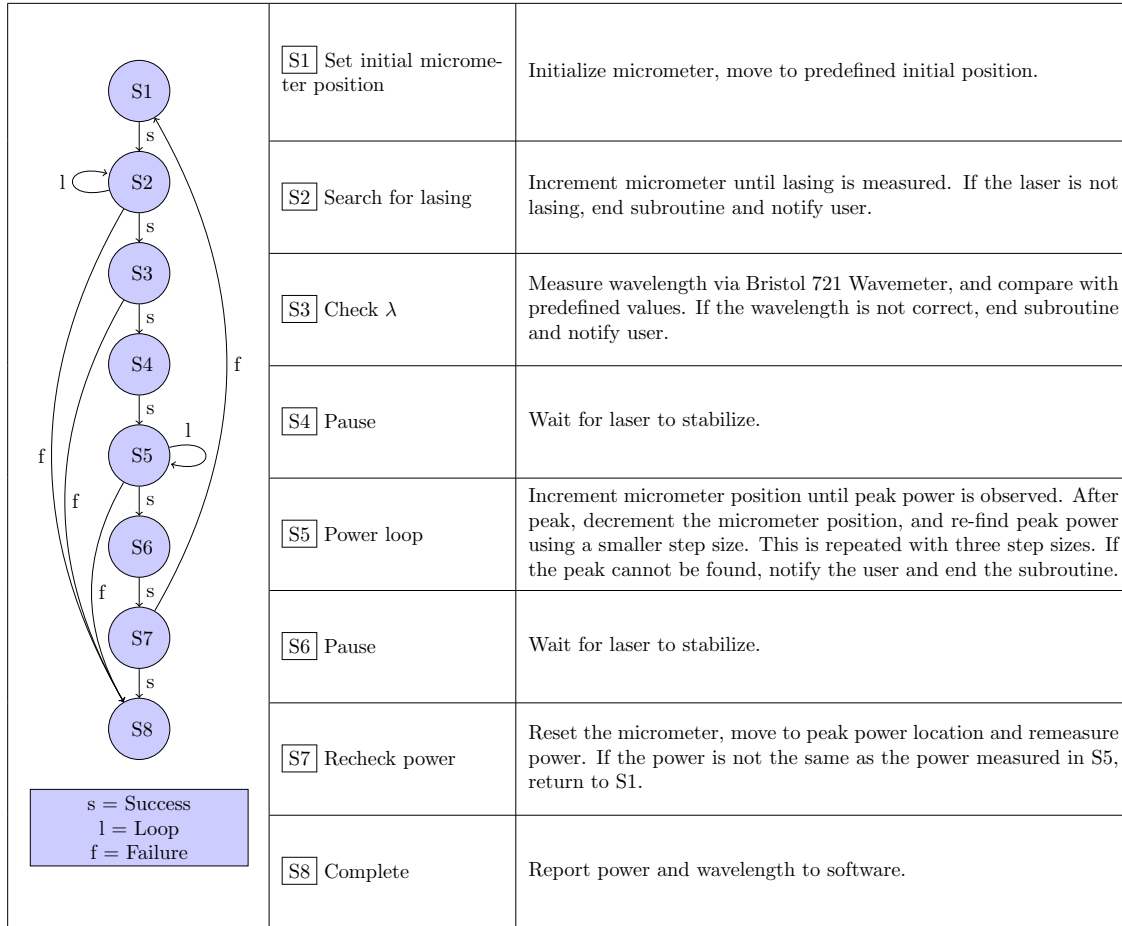 S1
s
l
S2
s
S3
s
S4
f
s
l
S5
f
s
f
S6
f
s
S7
s
S8
s = Success
l = Loop
f = Failure
S1 Set initial microme-
ter position
Initialize micrometer, move to predefined initial position.
S2 Search for lasing
Increment micrometer until lasing is measured. If the laser is not
lasing, end subroutine and notify user.
S3 Check λ
Measure wavelength via Bristol 721 Wavemeter, and compare with
predefined values. If the wavelength is not correct, end subroutine
and notify user.
S4 Pause
Wait for laser to stabilize.
S5 Power loop
Increment micrometer position until peak power is observed. After
peak, decrement the micrometer position, and re-find peak power
using a smaller step size. This is repeated with three step sizes. If
the peak cannot be found, notify the user and end the subroutine.
S6 Pause
Wait for laser to stabilize.
S7 Recheck power
Reset the micrometer, move to peak power location and remeasure
power. If the power is not the same as the power measured in S5,
return to S1.
S8 Complete
Report power and wavelength to software.